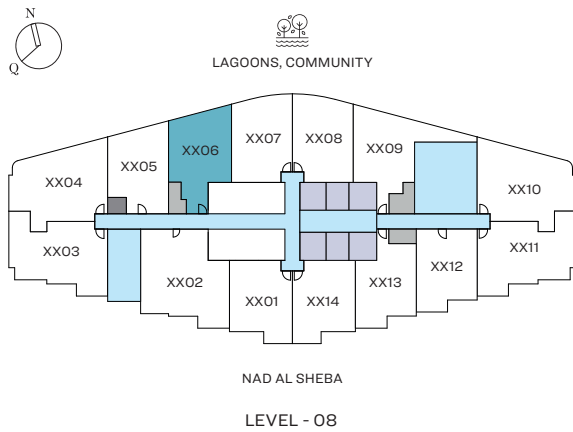 N
Q
LAGOONS, COMMUNITY
XX07
XX08
XX06
XX09
XX05
XX04
XX10
XX03
XX11
XX12
XX02
XX13
XX01
XX14
NAD AL SHEBA
LEVEL - 08